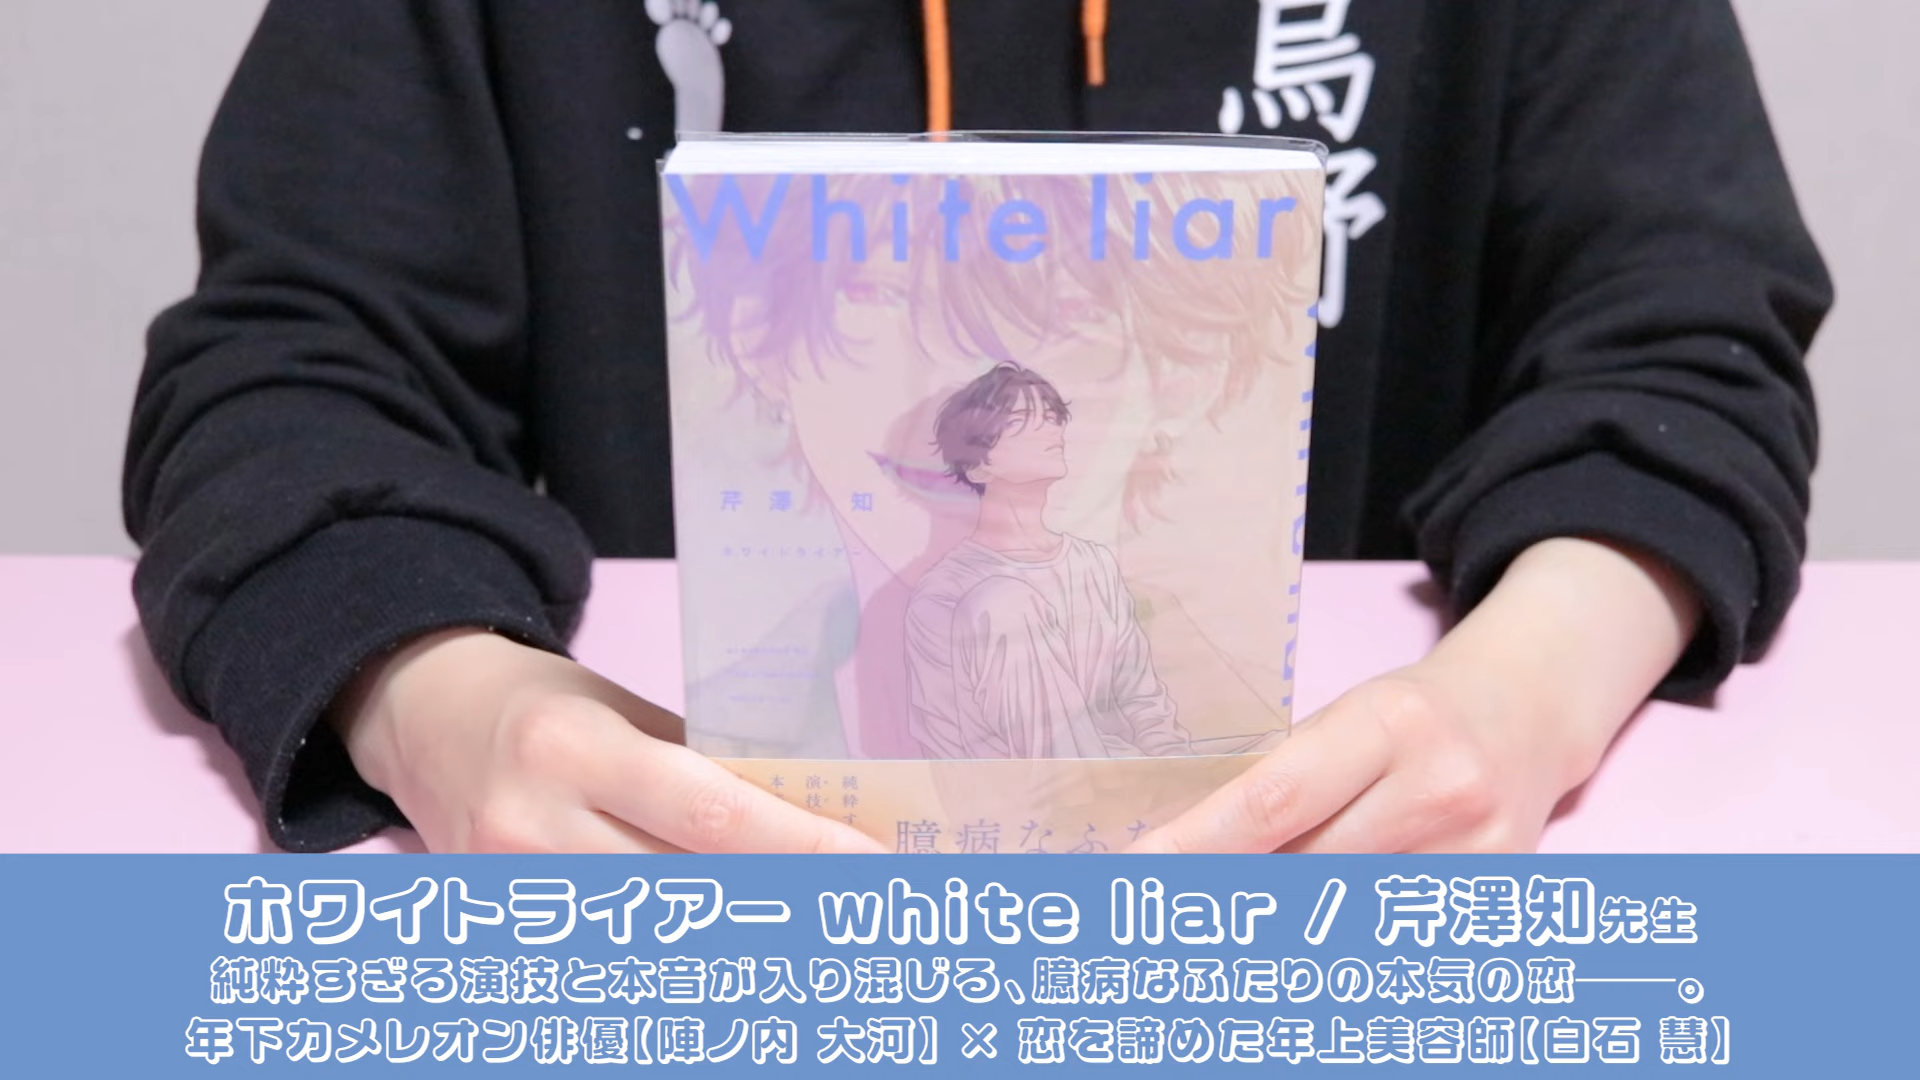 烏野
White liar
White liar
芹澤 知
ホワイトライアー
純粋す
演技
本
臆病なふた
ホワイトライアー white liar / 芹澤知先生
純粋すぎる演技と本音が入り混じる、臆病なふたりの本気の恋──。
年下カメレオン俳優【陣ノ内 大河】 × 恋を諦めた年上美容師【白石 慧】